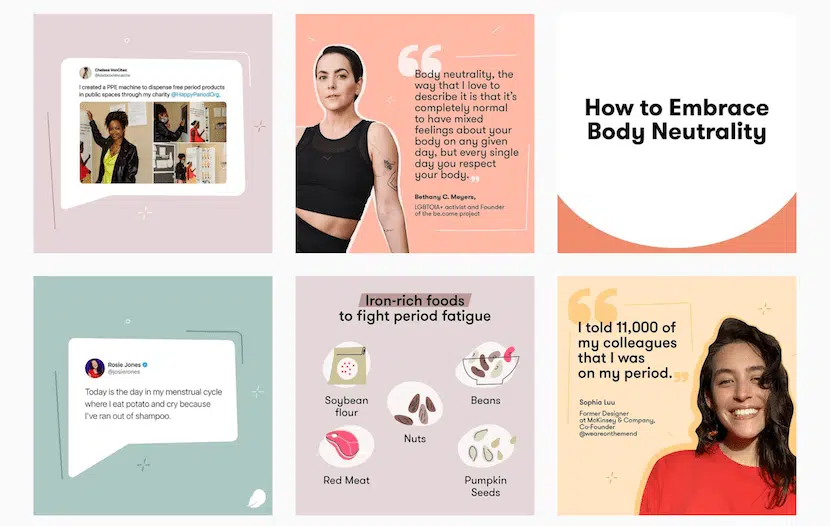 Chelsea VonChaz
I created a PPE machine to dispense free period products
in public spaces through my charity @HappyPeriodOrg.
Body neutrality, the
way that I love to
describe it is that it's
completely normal
to have mixed
feelings about your
body on any given
day, but every single
day you respect
your body.
Bethany C. Meyers,
LGBTQIA+ activist and Founder
of the be.come project
How to Embrace
Body Neutrality
Rosie Jones
@josierones
Today is the day in my menstrual cycle
where I eat potato and cry because
I've ran out of shampoo.
Iron-rich foods
to fight period fatigue
Soybean
flour
Beans
Nuts
Red Meat
Pumpkin
Seeds
I told 11,000 of
my colleagues
that I was
on my period.
Sophia Luu
Former Designer
at McKinsey & Company,
Co-Founder
@weareonthemend